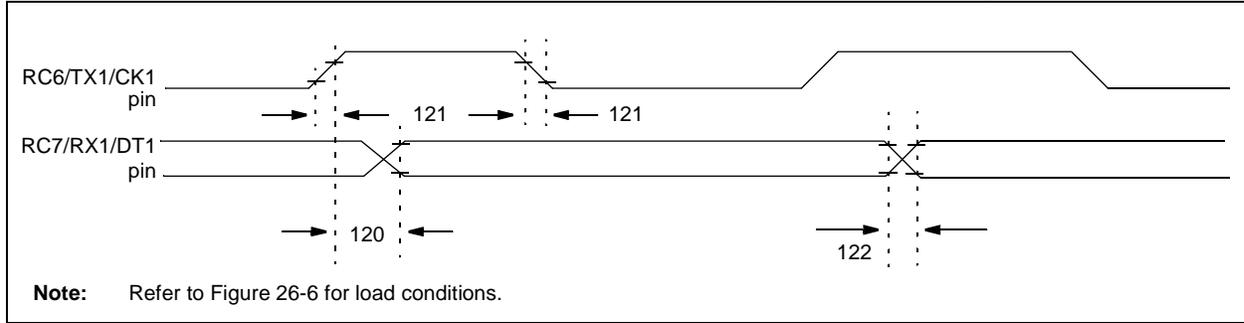 RC6/TX1/CK1
pin
121
121
RC7/RX1/DT1
pin
120
122
Note: Refer to Figure 26-6 for load conditions.